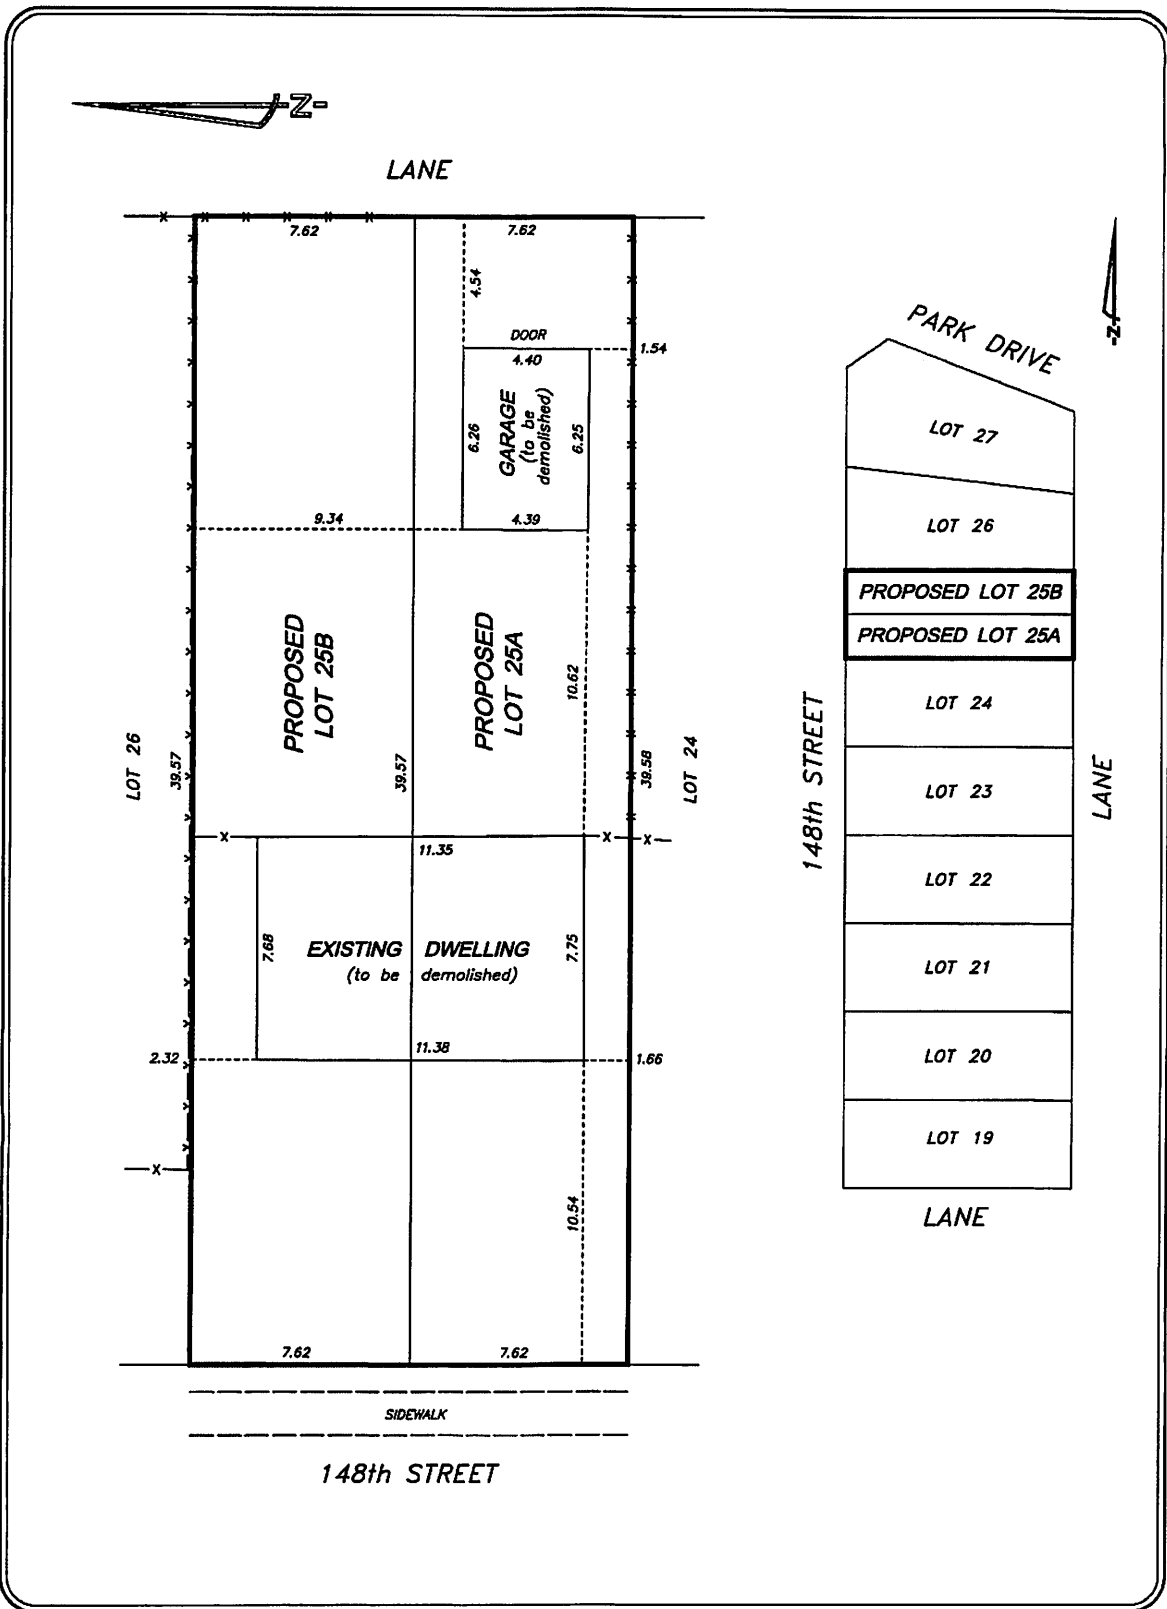 -Z-
LANE
7.62
7.62
4.54
DOOR
1.54
4.40
GARAGE
(to be
demolished)
6.26
6.25
9.34
4.39
PROPOSED
LOT 25B
PROPOSED
LOT 25A
10.62
LOT 26
39.57
39.57
39.58
LOT 24
11.35
7.68
EXISTING DWELLING
(to be demolished)
7.75
2.32
11.38
1.66
10.54
7.62
7.62
SIDEWALK
148th STREET
-Z-
PARK DRIVE
LOT 27
LOT 26
PROPOSED LOT 25B
PROPOSED LOT 25A
LOT 24
LOT 23
LOT 22
LOT 21
LOT 20
LOT 19
148th STREET
LANE
LANE